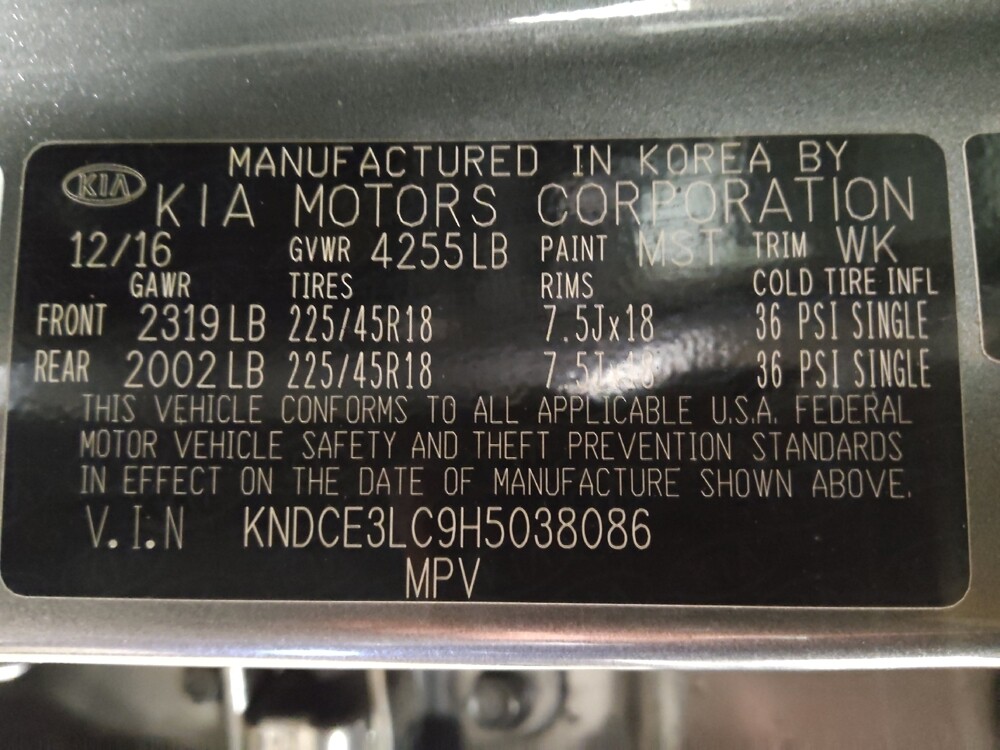 KIA MANUFACTURED IN KOREA BY
KIA MOTORS CORPORATION
12/16 GVWR 4255LB PAINT MST TRIM WK
GAWR TIRES RIMS COLD TIRE INFL
FRONT 2319LB 225/45R18 7.5Jx18 36 PSI SINGLE
REAR 2002LB 225/45R18 7.5Jx18 36 PSI SINGLE
THIS VEHICLE CONFORMS TO ALL APPLICABLE U.S.A. FEDERAL
MOTOR VEHICLE SAFETY AND THEFT PREVENTION STANDARDS
IN EFFECT ON THE DATE OF MANUFACTURE SHOWN ABOVE.
V.I.N KNDCE3LC9H5038086
MPV